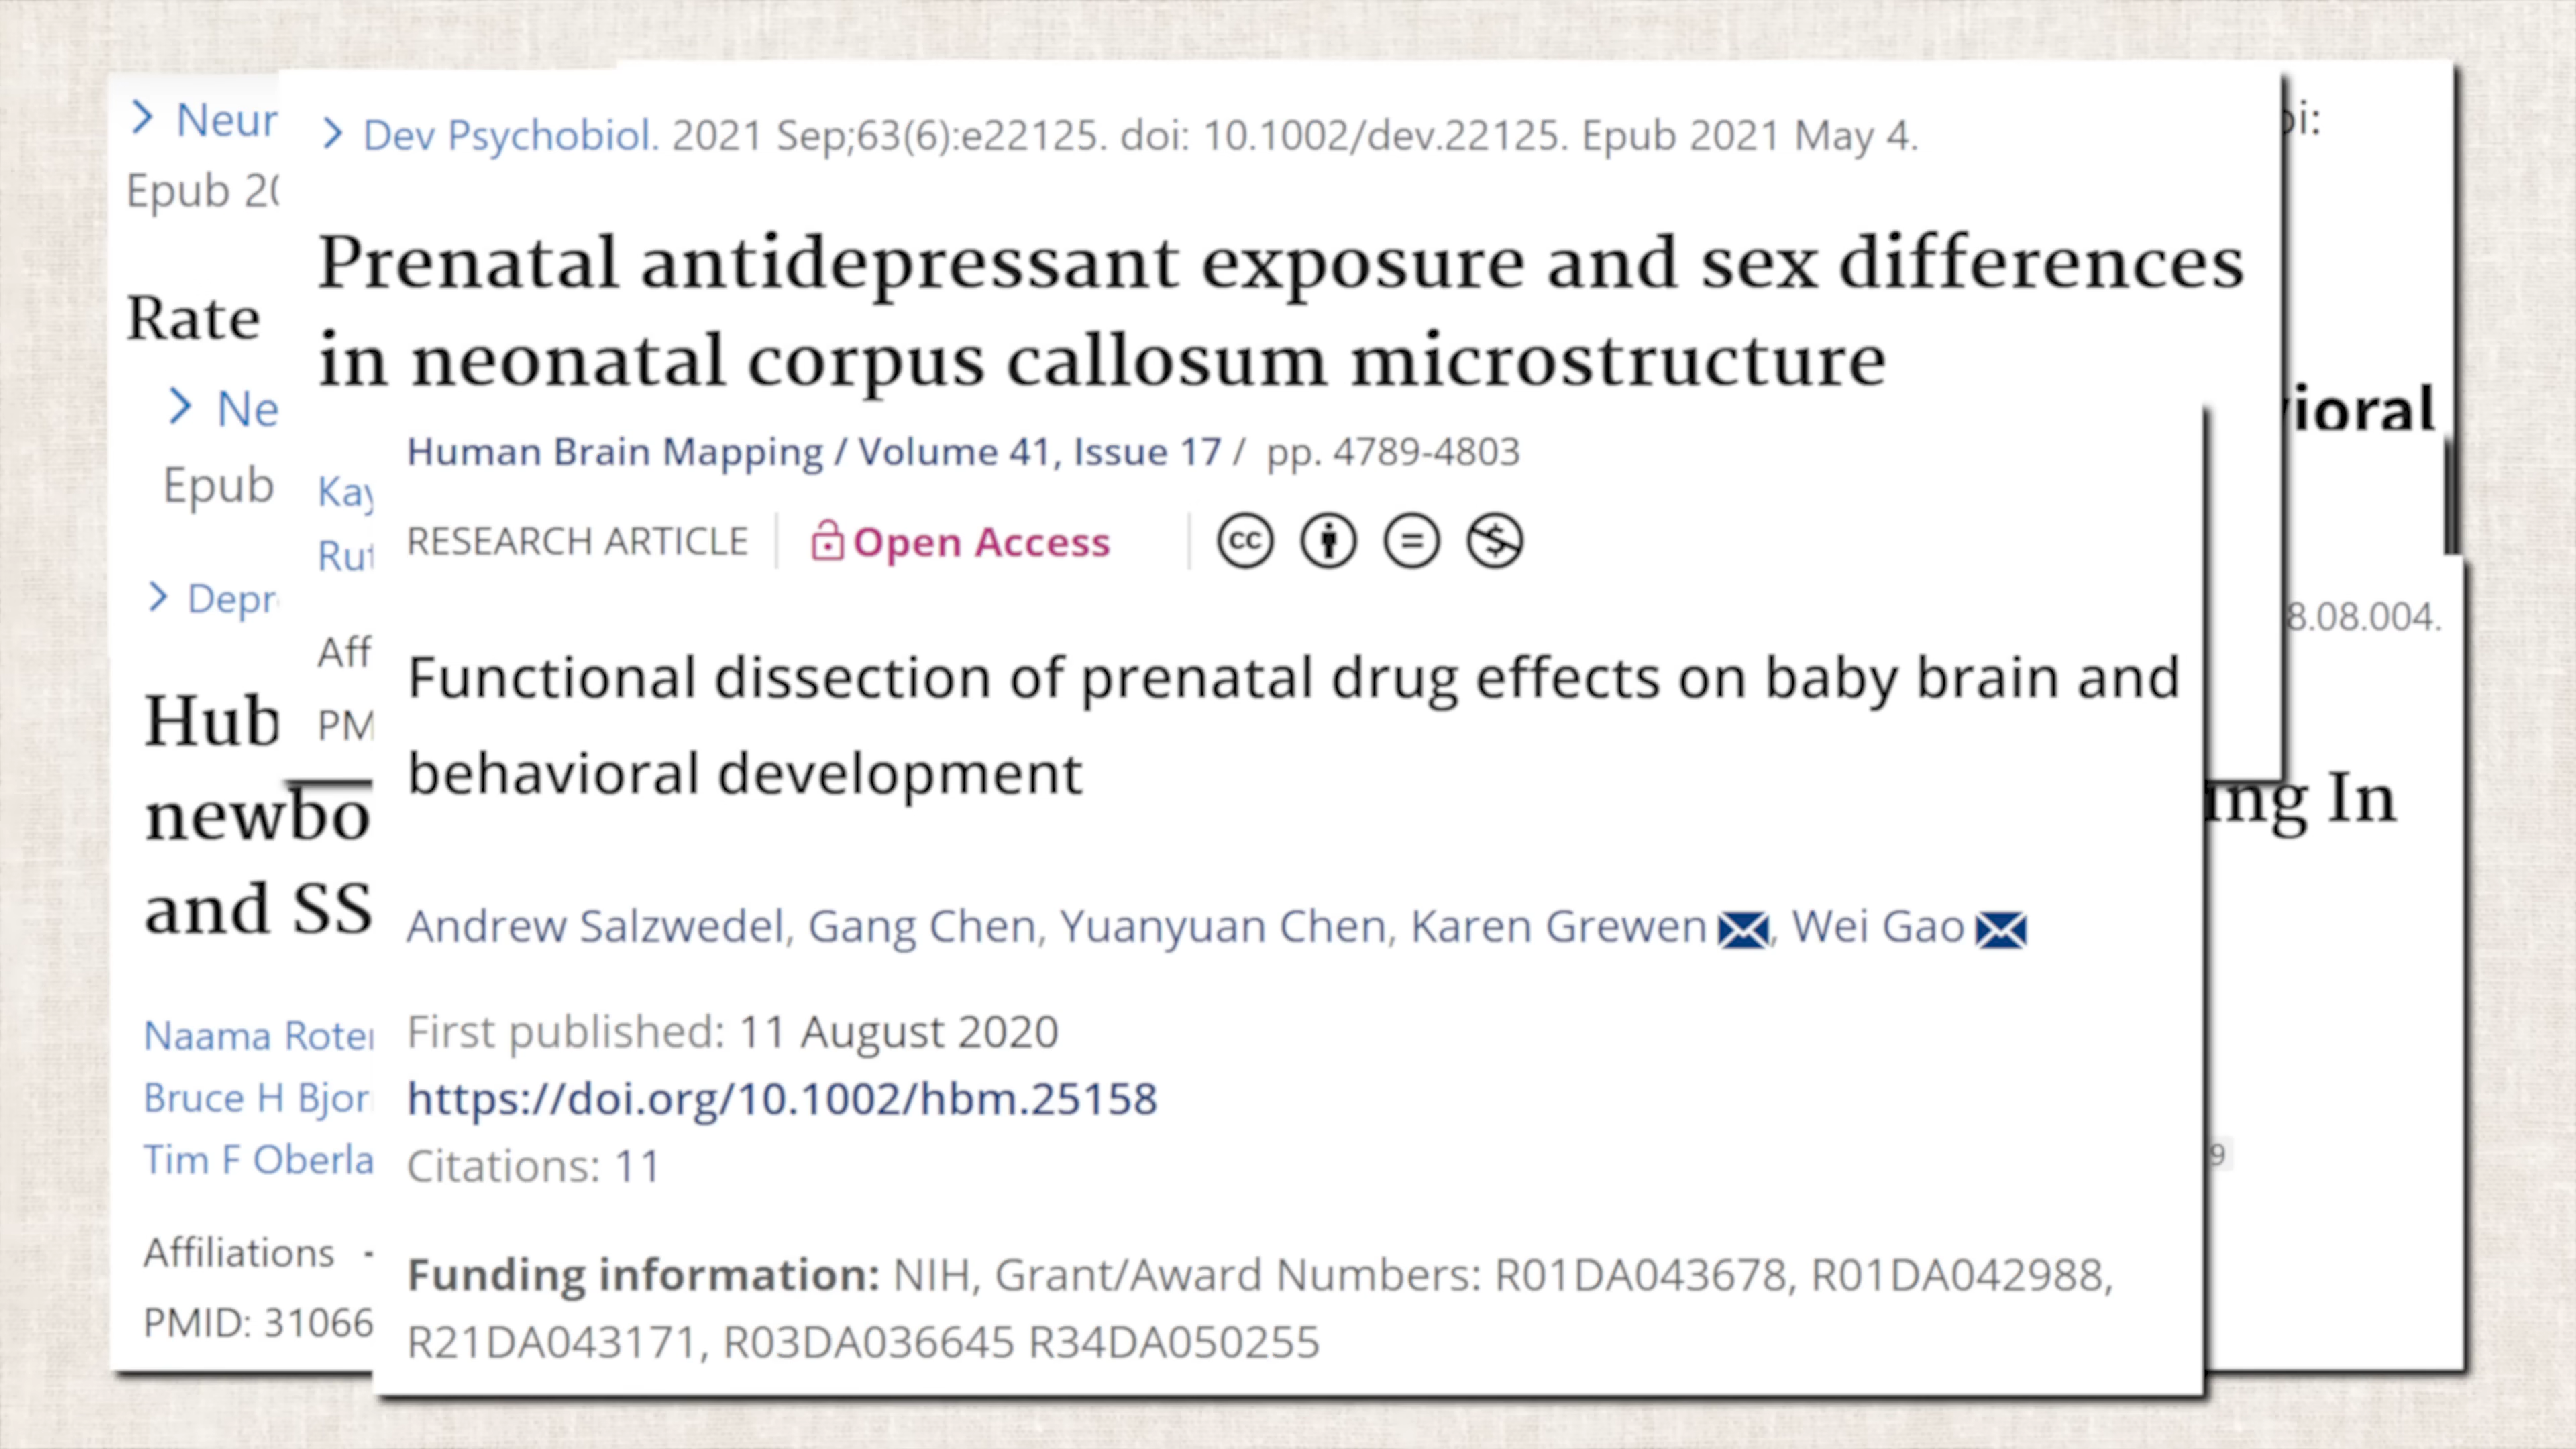 Neur
Epub 20
Rate
Ne
Epub
Depr
Hub
newbo
and SS
Naama Roter
Bruce H Bjor
Tim F Oberla
Affiliations -
PMID: 31066
Dev Psychobiol. 2021 Sep;63(6):e22125. doi: 10.1002/dev.22125. Epub 2021 May 4.
Prenatal antidepressant exposure and sex differences
in neonatal corpus callosum microstructure
Kay
Rut
Aff
PM
Human Brain Mapping / Volume 41, Issue 17 / pp. 4789-4803
RESEARCH ARTICLE Open Access
Functional dissection of prenatal drug effects on baby brain and
behavioral development
Andrew Salzwedel, Gang Chen, Yuanyuan Chen, Karen Grewen, Wei Gao
First published: 11 August 2020
https://doi.org/10.1002/hbm.25158
Citations: 11
Funding information: NIH, Grant/Award Numbers: R01DA043678, R01DA042988,
R21DA043171, R03DA036645 R34DA050255
oi:
ioral
8.08.004.
ing In
9